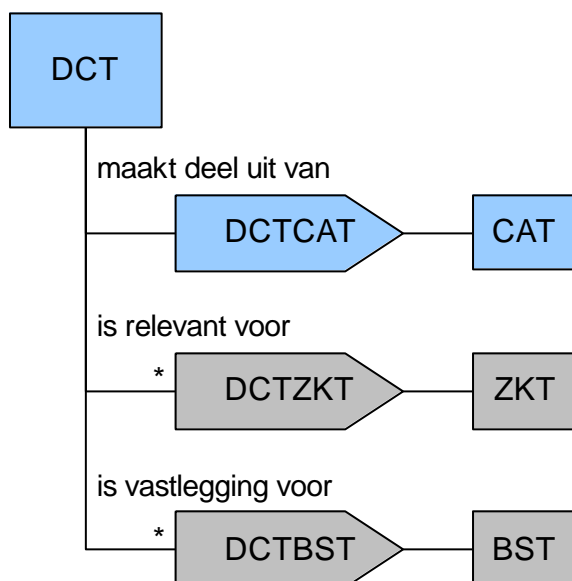 DCT
maakt deel uit van
DCTCAT CAT
is relevant voor
* DCTZKT ZKT
is vastlegging voor
* DCTBST BST